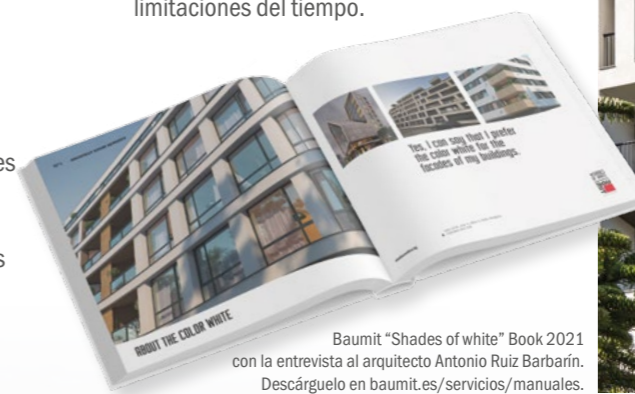 limitaciones del tiempo.
es
s
ABOUT THE COLOR WHITE
Yes, I can say that I prefer
the color white for the
facades of my buildings.
Baumit “Shades of white” Book 2021
con la entrevista al arquitecto Antonio Ruiz Barbarín.
Descárguelo en baumit.es/servicios/manuales.